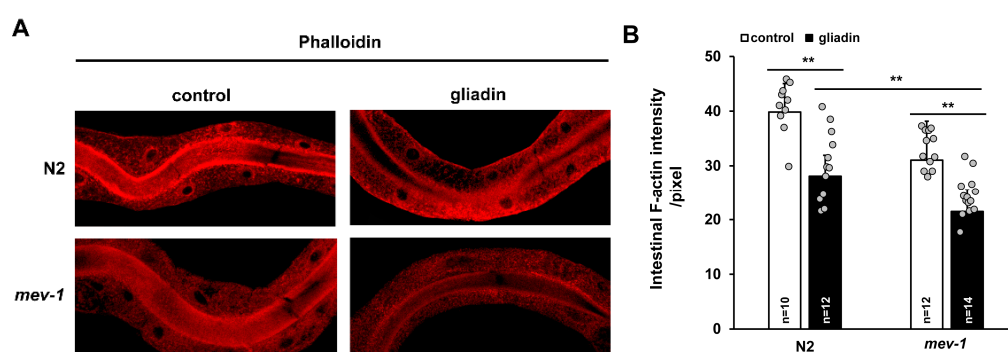 A
Phalloidin
control
gliadin
N2
mev-1
B
control gliadin
Intestinal F-actin intensity
/pixel
50
40
30
20
10
0
**
**
**
n=10
n=12
n=12
n=14
N2
mev-1